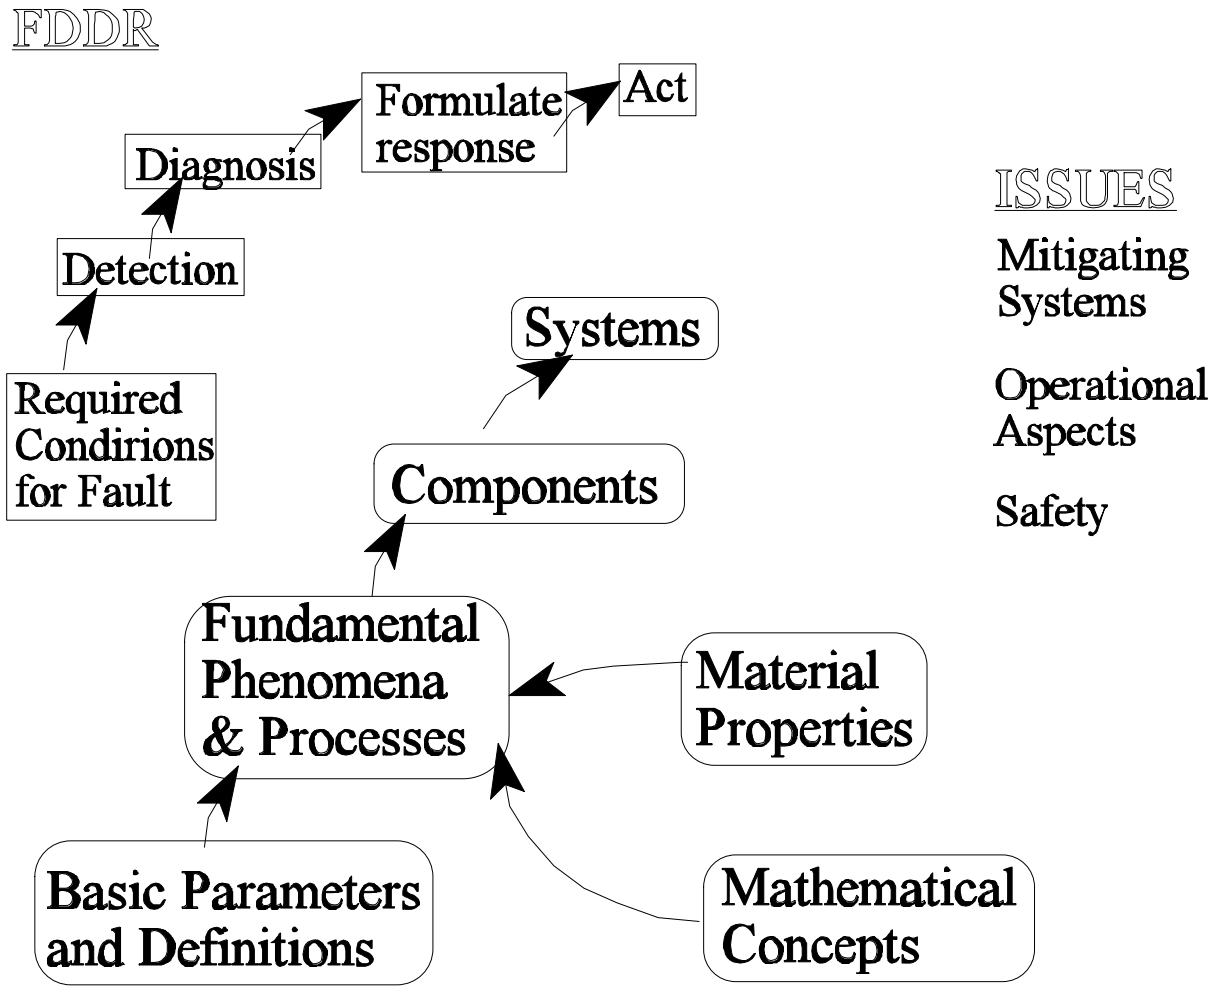 FDDR
Act
Formulate
response
Diagnosis
Detection
Required
Condirions
for Fault
ISSUES
Mitigating
Systems
Operational
Aspects
Safety
Systems
Components
Fundamental
Phenomena
& Processes
Material
Properties
Basic Parameters
and Definitions
Mathematical
Concepts